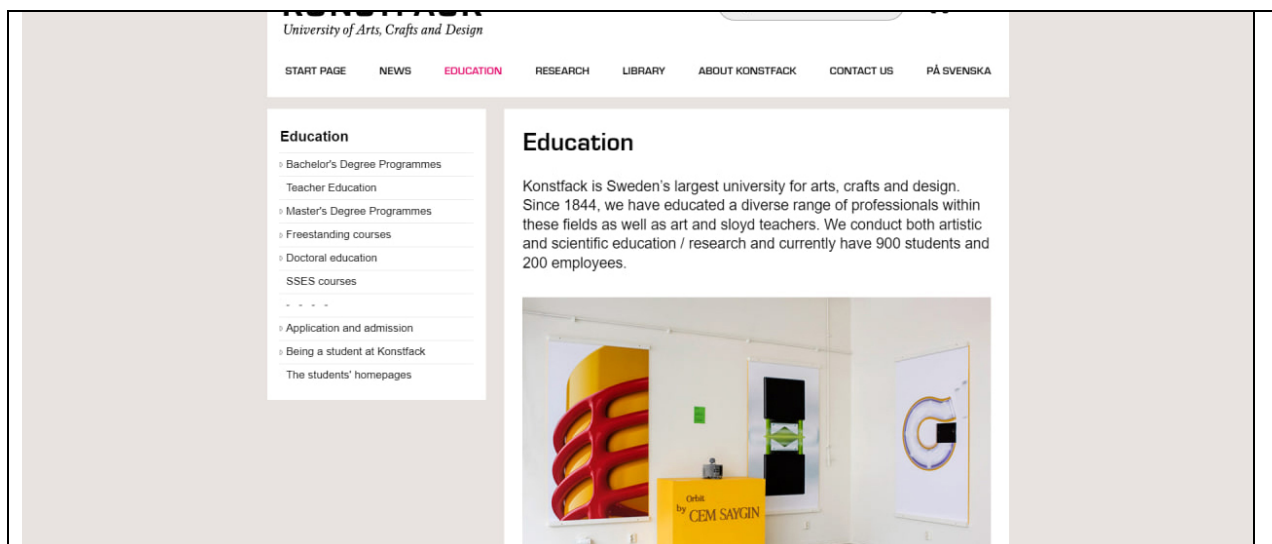 KONSTFACK
University of Arts, Crafts and Design
START PAGE NEWS EDUCATION RESEARCH LIBRARY ABOUT KONSTFACK CONTACT US PÅ SVENSKA
Education
Bachelor's Degree Programmes
Teacher Education
Master's Degree Programmes
Freestanding courses
Doctoral education
SSES courses
- - - -
Application and admission
Being a student at Konstfack
The students' homepages
Education
Konstfack is Sweden's largest university for arts, crafts and design.
Since 1844, we have educated a diverse range of professionals within
these fields as well as art and sloyd teachers. We conduct both artistic
and scientific education / research and currently have 900 students and
200 employees.
Orbit
by CEM SAYGIN